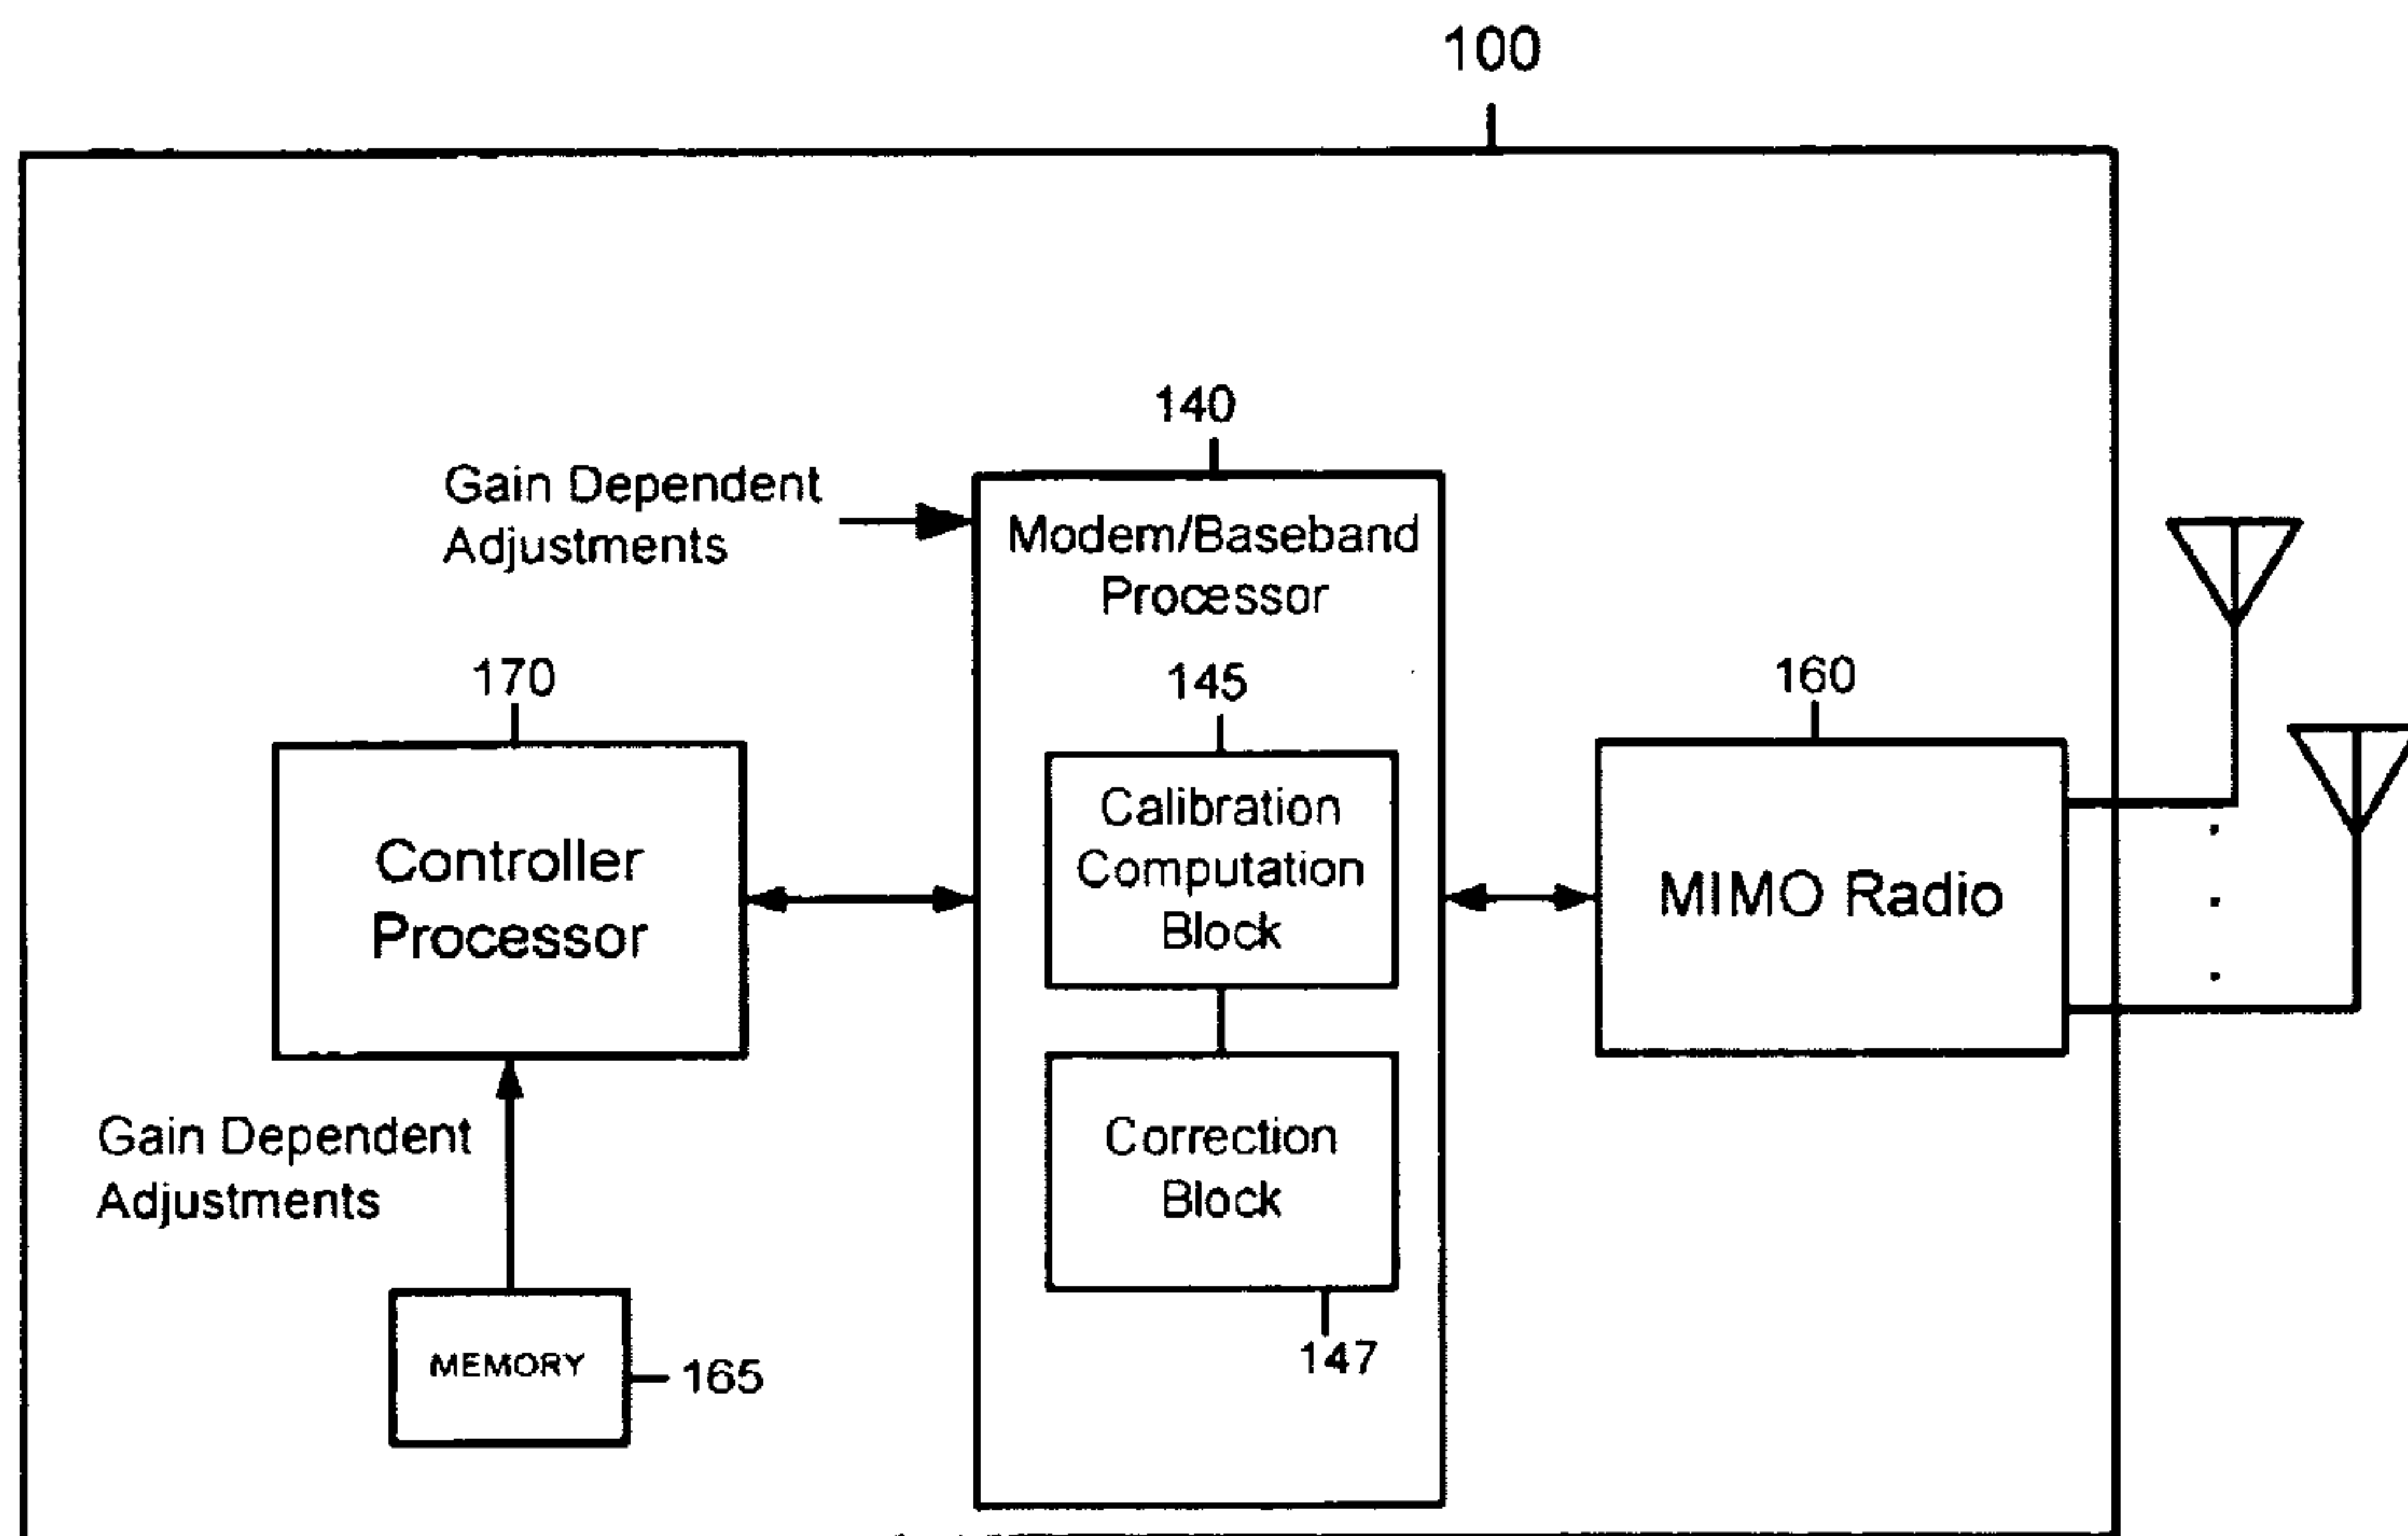 100
140
Gain Dependent
Adjustments
Modem/Baseband
Processor
170
145
160
Controller
Processor
Calibration
Computation
Block
MIMO Radio
Gain Dependent
Adjustments
Correction
Block
MEMORY
165
147